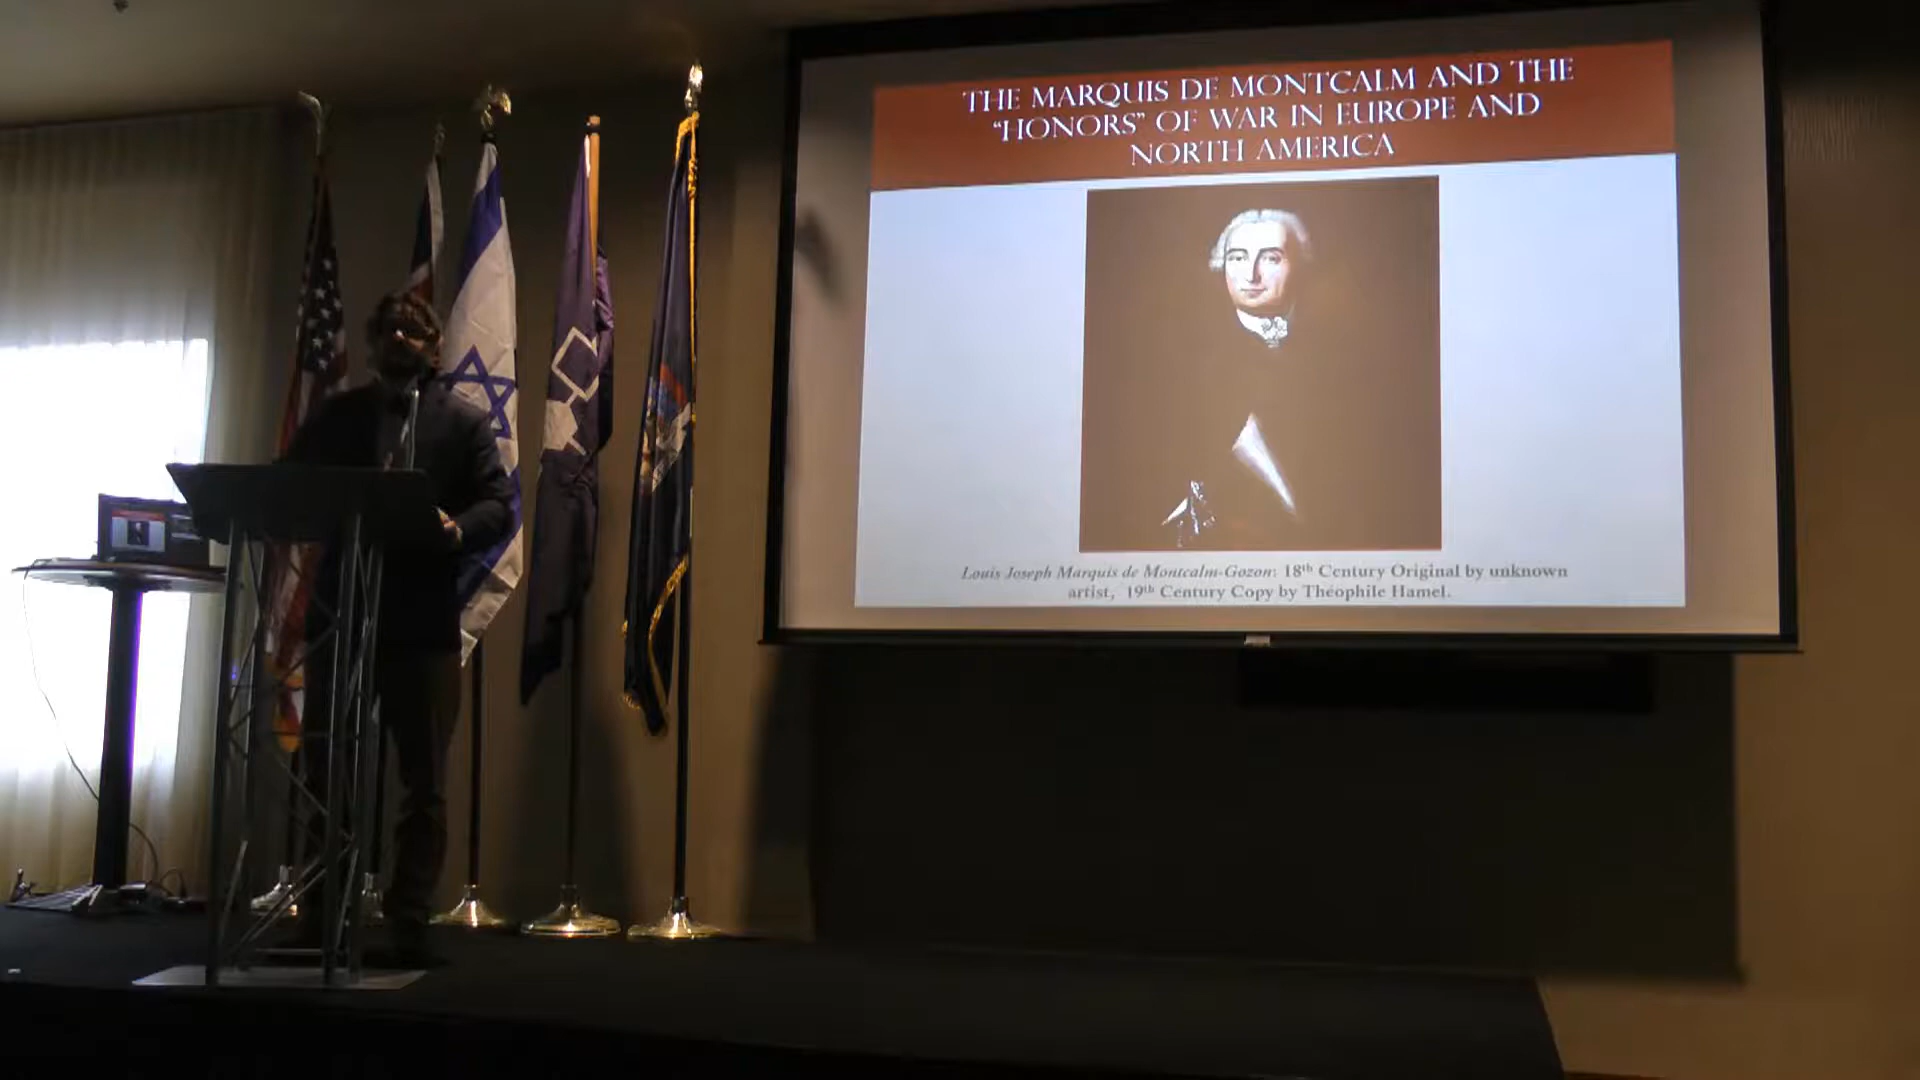 THE MARQUIS DE MONTCALM AND THE
“HONORS” OF WAR IN EUROPE AND
NORTH AMERICA
Louis Joseph Marquis de Montcalm-Gozon: 18th Century Original by unknown
artist, 19th Century Copy by Théophile Hamel.